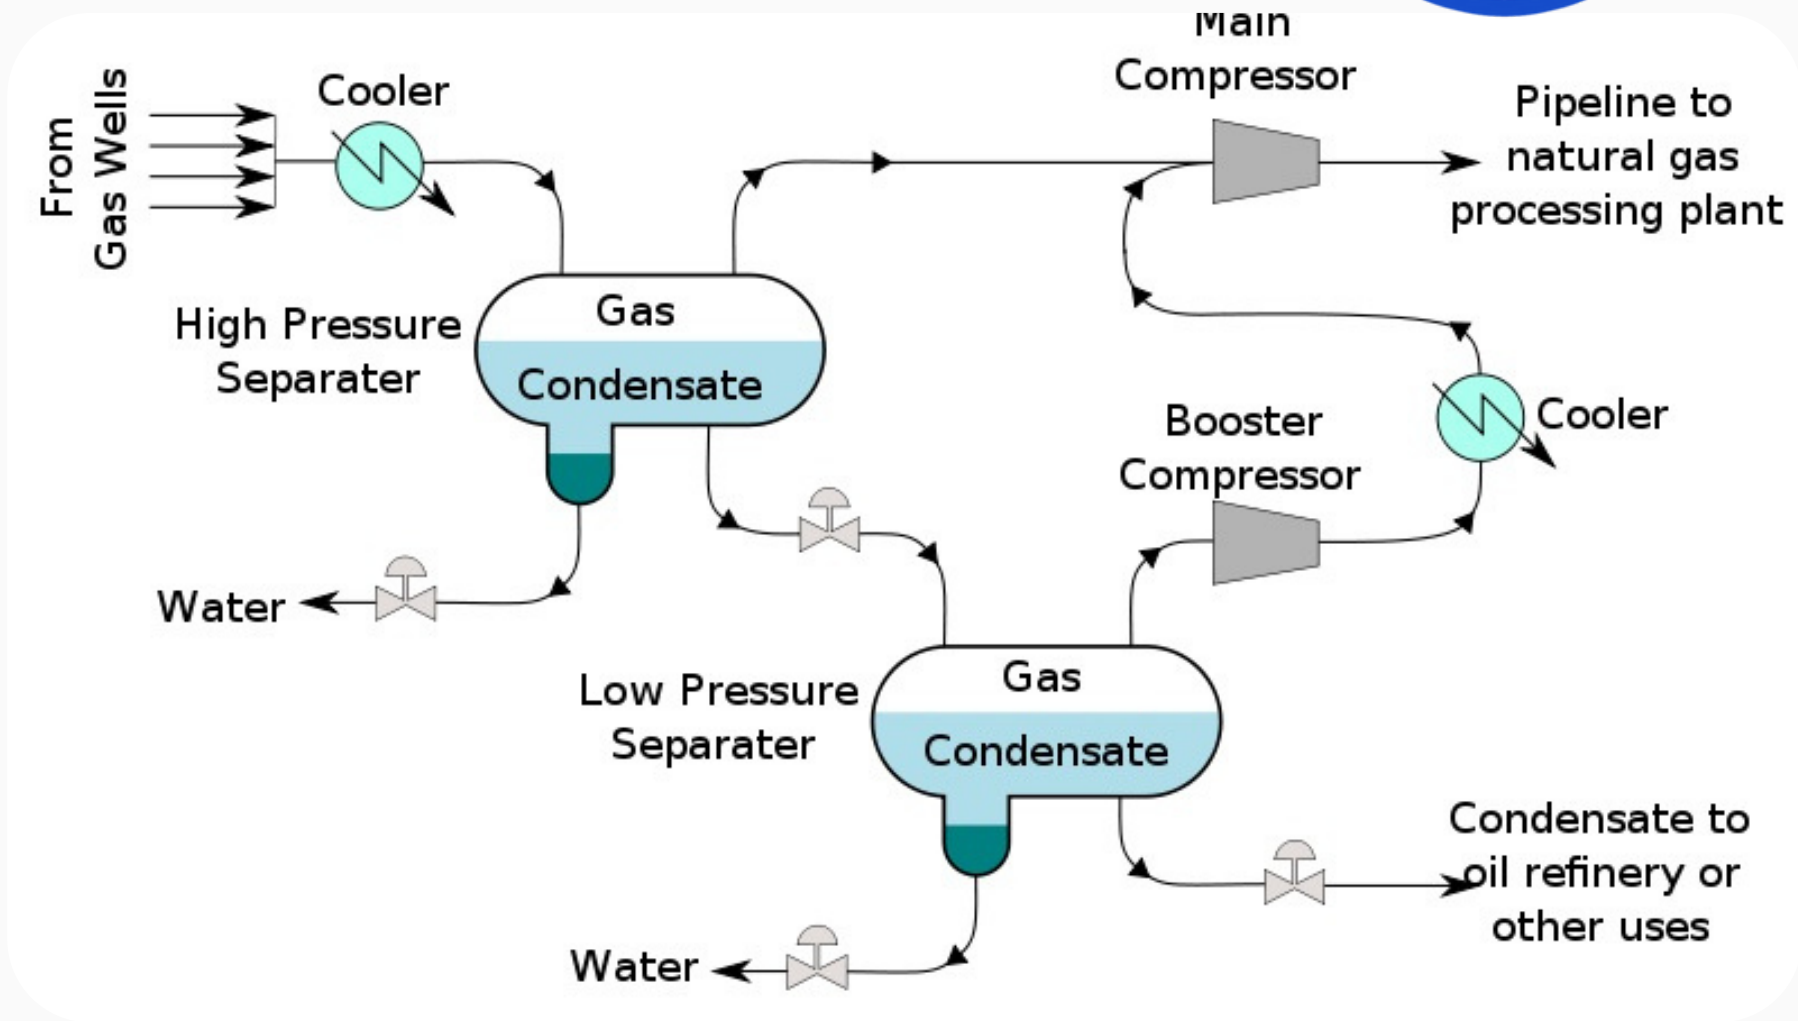 Main
Compressor
Cooler
From
Gas Wells
Pipeline to
natural gas
processing plant
High Pressure
Separater
Gas
Condensate
Cooler
Booster
Compressor
Water
Low Pressure
Separater
Gas
Condensate
Condensate to
oil refinery or
other uses
Water